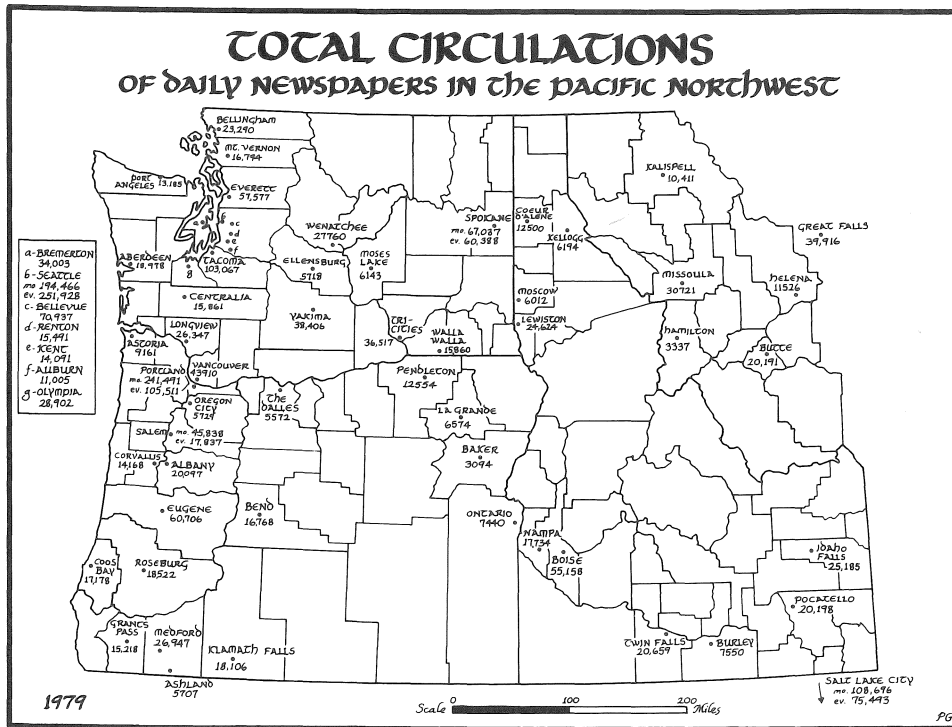 TOTAL CIRCULATIONS
OF DAILY NEWSPAPERS IN THE PACIFIC NORTHWEST
BELLINGHAM
23,290
MT. VERNON
16,794
PORT
ANGELES
13,185
EVERETT
57,577
b
c
d
e
f
a-BREMERTON
34,003
b-SEATTLE
mo 194,466
ev. 251,928
c-BELLEVUE
70,937
d-RENTON
15,491
e-KENT
14,091
f-AUBURN
11,005
g-OLYMPIA
28,902
ABERDEEN
18,978
g
TACOMA
103,067
WENATCHEE
27760
ELLENSBURG
5718
MOSES
LAKE
6143
SPOKANE
mo. 67,087
ev. 60,388
COEUR
D'ALENE
12500
KELLOGG
6194
KALISPELL
10,411
GREAT FALLS
39,916
CENTRALIA
15,861
YAKIMA
38,406
MOSCOW
6012
MISSOULA
30721
HELENA
11526
LONGVIEW
26,347
TRI-
CITIES
36,517
WALLA
WALLA
15860
LEWISTON
24,624
HAMILTON
3337
BUTTE
20,191
ASTORIA
9161
PORTLAND
mo. 241,491
ev. 105,511
VANCOUVER
43910
OREGON
CITY
5729
THE
DALLES
5572
PENDLETON
12554
LA GRANDE
6574
SALEM
mo. 45,838
ev. 17,837
CORVALLIS
14,168
ALBANY
20,097
BAKER
3094
EUGENE
60,706
BEND
16,768
ONTARIO
7440
NAMPA
17,734
BOISE
55,158
IDAHO
FALLS
25,185
COOS
BAY
17,178
ROSEBURG
18522
POCATELLO
20,198
GRANTS
PASS
15,218
MEDFORD
26,947
KLAMATH FALLS
18,106
TWIN FALLS
20,659
BURLEY
7550
ASHLAND
5707
SALT LAKE CITY
mo. 108,696
ev. 75,493
1979
Scale
0
100
200
Miles